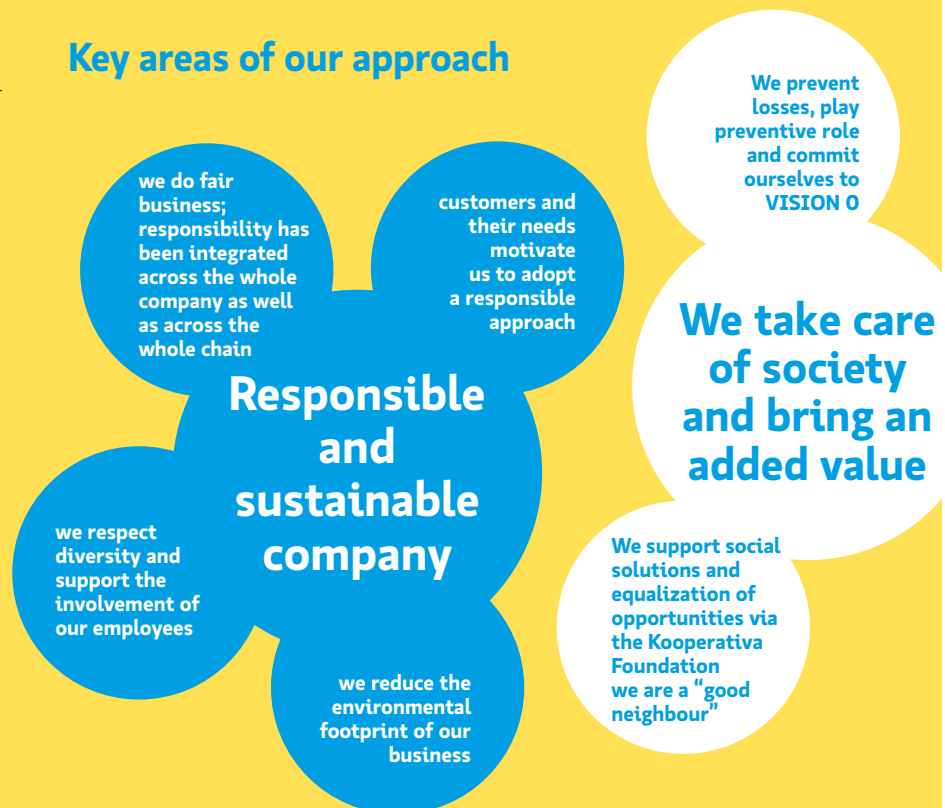 Key areas of our approach
we do fair
business;
responsibility has
been integrated
across the whole
company as well
as across the
whole chain
customers and
their needs
motivate
us to adopt
a responsible
approach
Responsible
and
sustainable
company
we respect
diversity and
support the
involvement of
our employees
we reduce the
environmental
footprint of our
business
We prevent
losses, play
preventive role
and commit
ourselves to
VISION 0
We take care
of society
and bring an
added value
We support social
solutions and
equalization of
opportunities via
the Kooperativa
Foundation
we are a “good
neighbour”